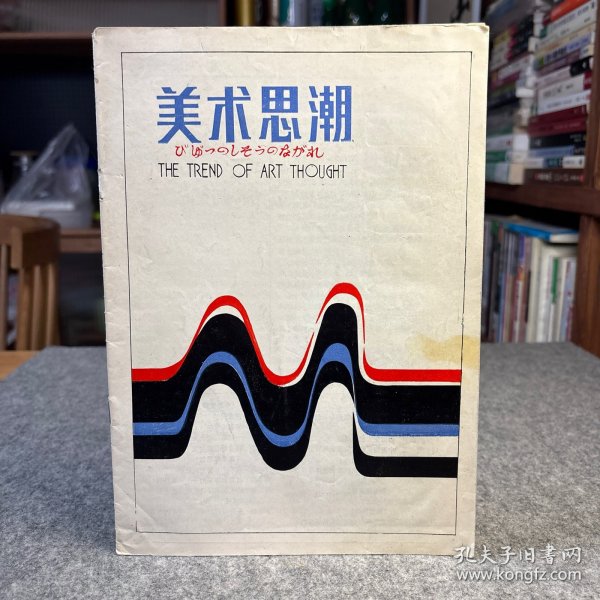 美术思潮
びゅつのしそうのながれ
THE TREND OF ART THOUGHT
孔夫子旧书网
www.kongfz.com